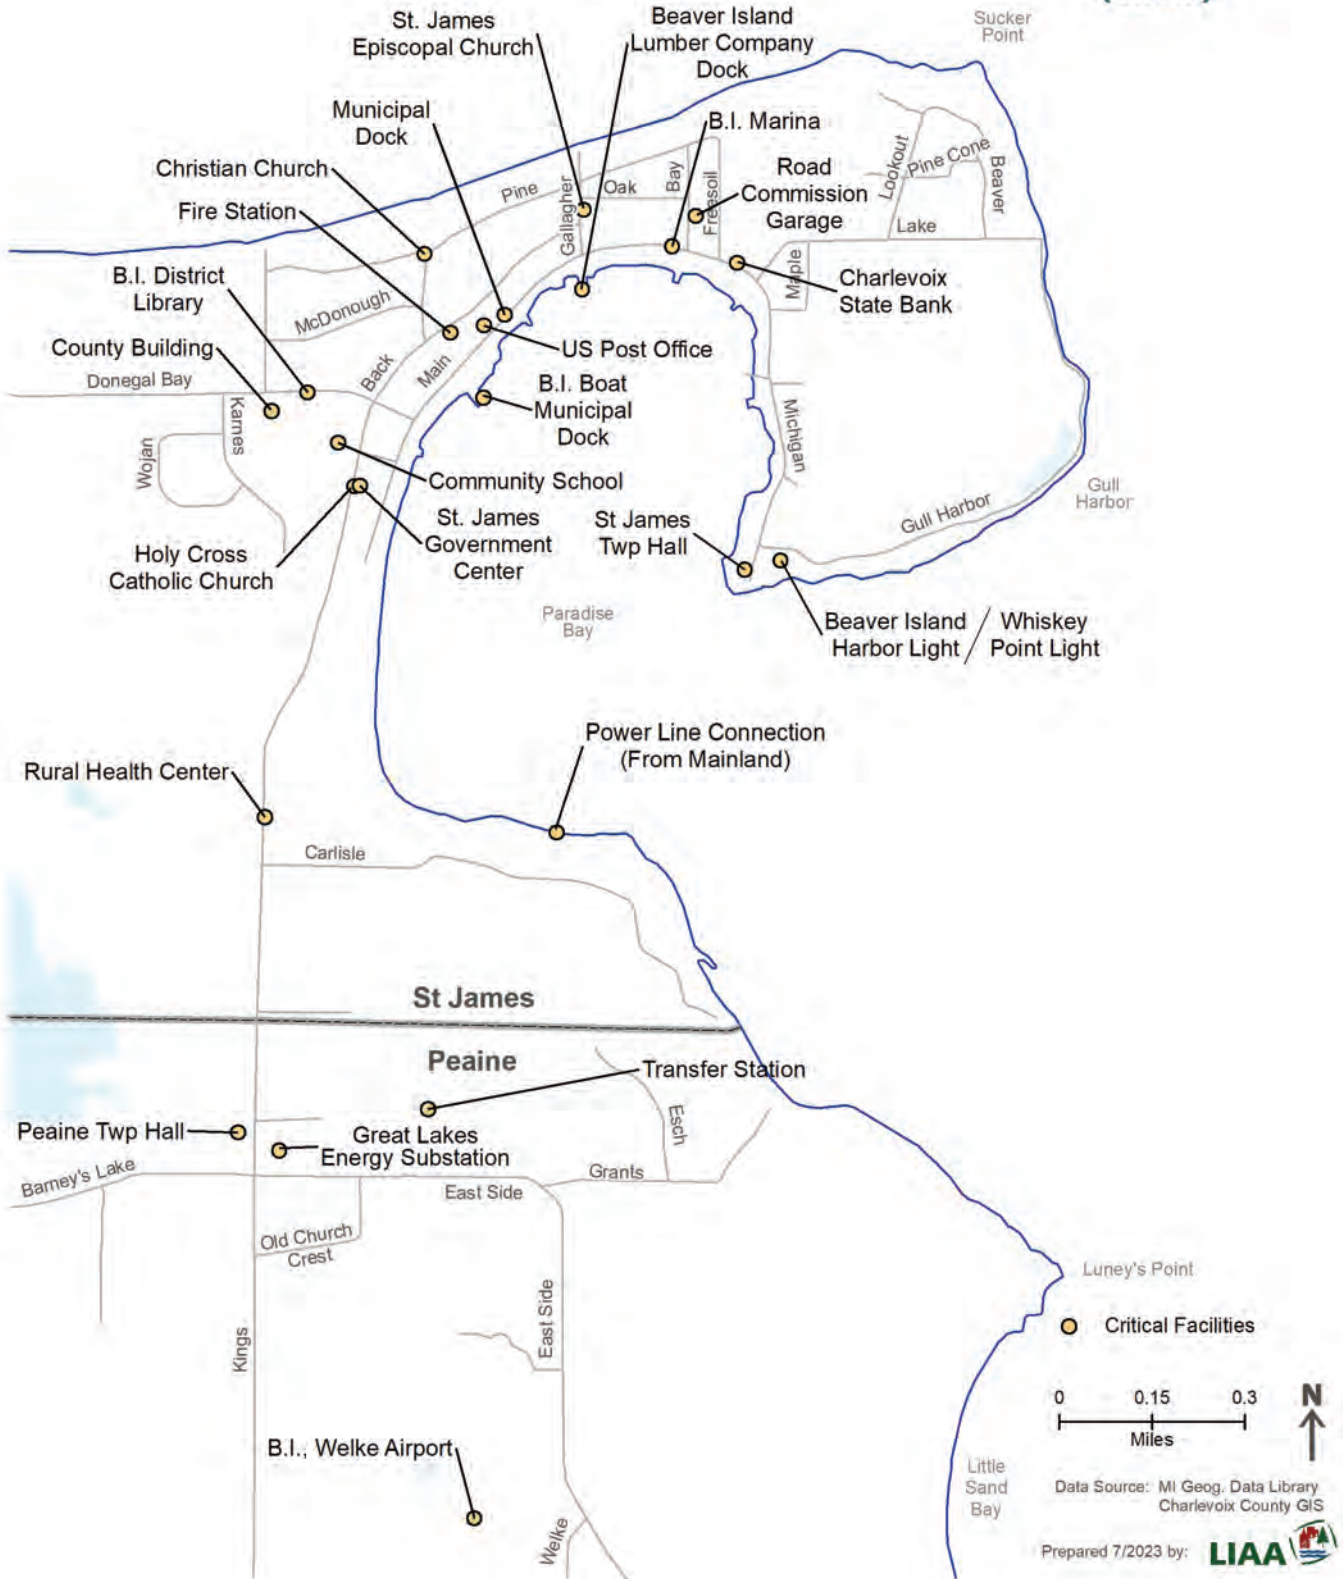 St. James
Episcopal Church
Beaver Island
Lumber Company
Dock
Sucker
Point
Municipal
Dock
B.I. Marina
Christian Church
Fire Station
Pine
Gallagher
Oak
Bay
Freesoil
Road
Commission
Garage
Lookout
Pine Cone
Beaver
Lake
B.I. District
Library
McDonough
Maple
Charlevoix
State Bank
County Building
Donegal Bay
Back
Main
US Post Office
B.I. Boat
Municipal
Dock
Karnes
Wojan
Michigan
Community School
St. James
Government
Center
St James
Twp Hall
Gull Harbor
Gull
Harbor
Holy Cross
Catholic Church
Paradise
Bay
Beaver Island
Harbor Light
/ Whiskey
Point Light
Power Line Connection
(From Mainland)
Rural Health Center
Carlisle
St James
Peaine
Transfer Station
Peaine Twp Hall
Great Lakes
Energy Substation
Esch
Barney's Lake
Grants
East Side
Old Church
Crest
Luney's Point
Kings
East Side
Critical Facilities
0 0.15 0.3
Miles
N
B.I., Welke Airport
Little
Sand
Bay
Welke
Data Source: MI Geog. Data Library
Charlevoix County GIS
Prepared 7/2023 by: LIAA